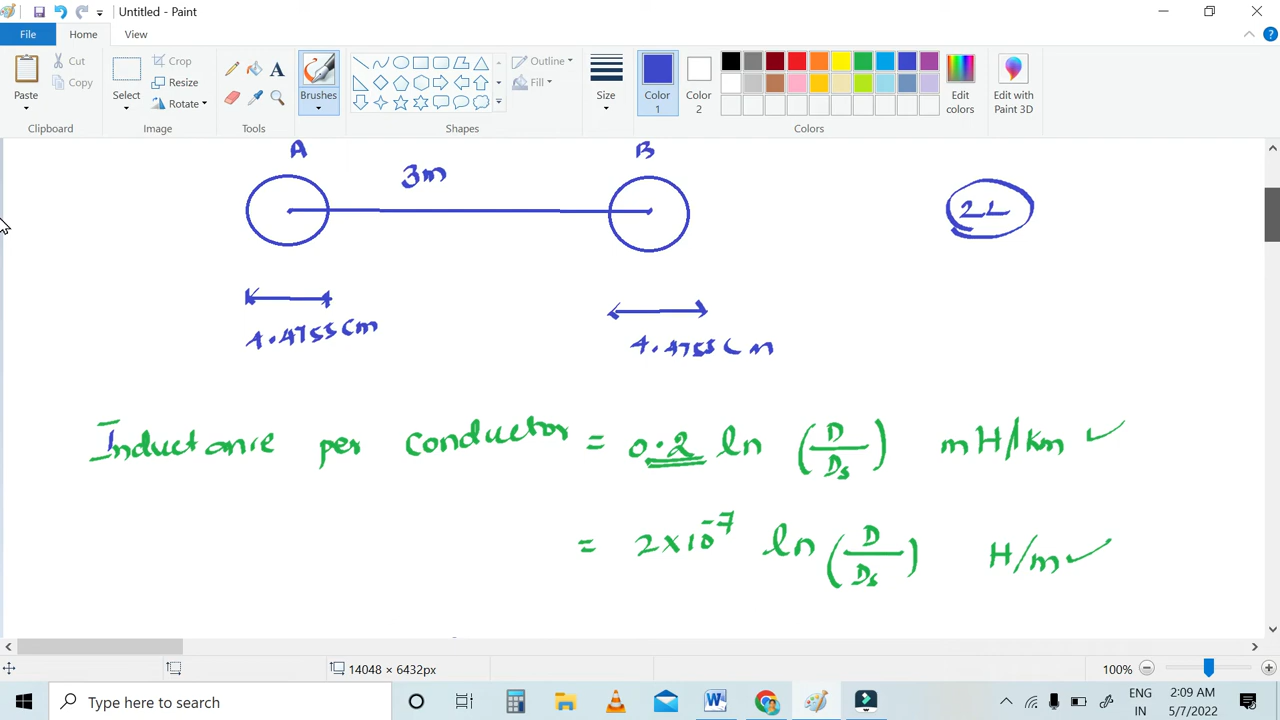 Untitled - Paint
File Home View
Paste Cut Copy
Clipboard
Select Crop Resize Rotate
Image
A
Tools
Brushes
Outline Fill
Shapes
Size
Color 1
Color 2
Colors
Edit colors
Edit with Paint 3D
A
3m
B
2L
4.4755 cm
4.4755 cm
Inductance per conductor = 0.2 ln (D/Ds) mH/km
= 2×10⁻⁷ ln (D/Ds) H/m
14048 × 6432px
100%
Type here to search
ENG
IN
2:09 AM
5/7/2022